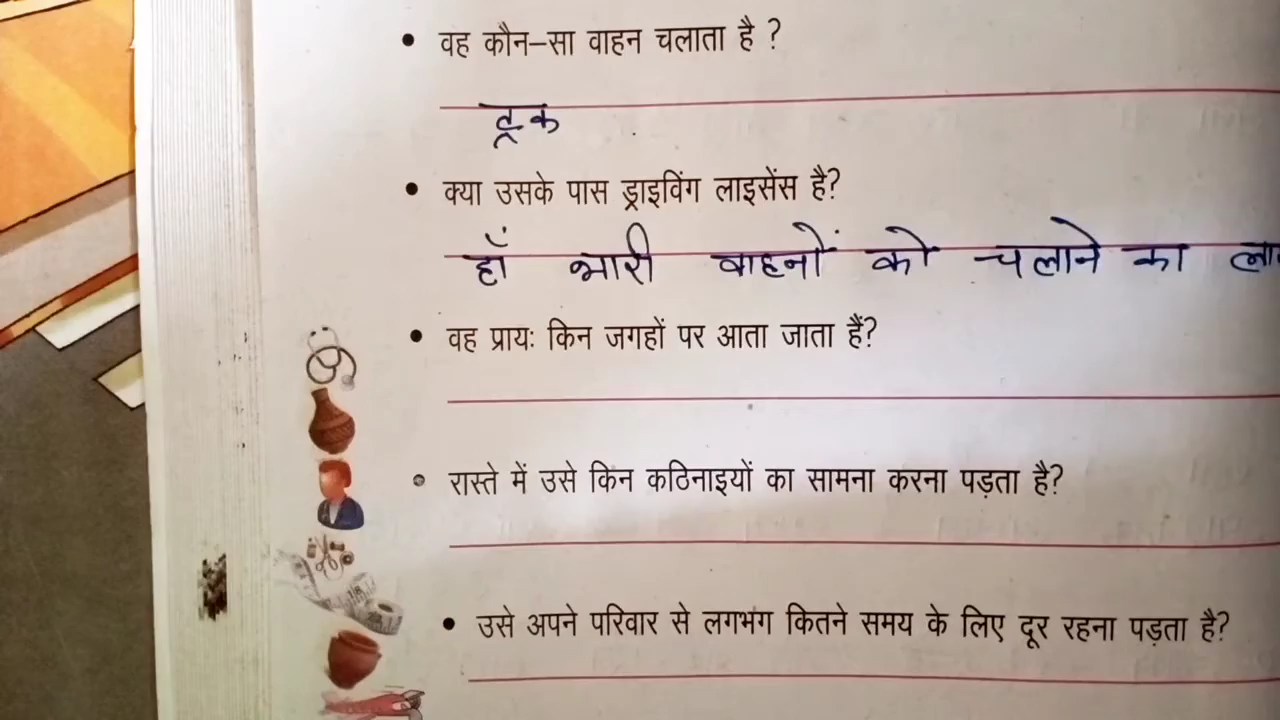 • वह कौन–सा वाहन चलाता है ?
ट्रक
• क्या उसके पास ड्राइविंग लाइसेंस है?
हाँ भारी वाहनों को चलाने का
• वह प्रायः किन जगहों पर आता जाता हैं?
• रास्ते में उसे किन कठिनाइयों का सामना करना पड़ता है?
• उसे अपने परिवार से लगभग कितने समय के लिए दूर रहना पड़ता है?